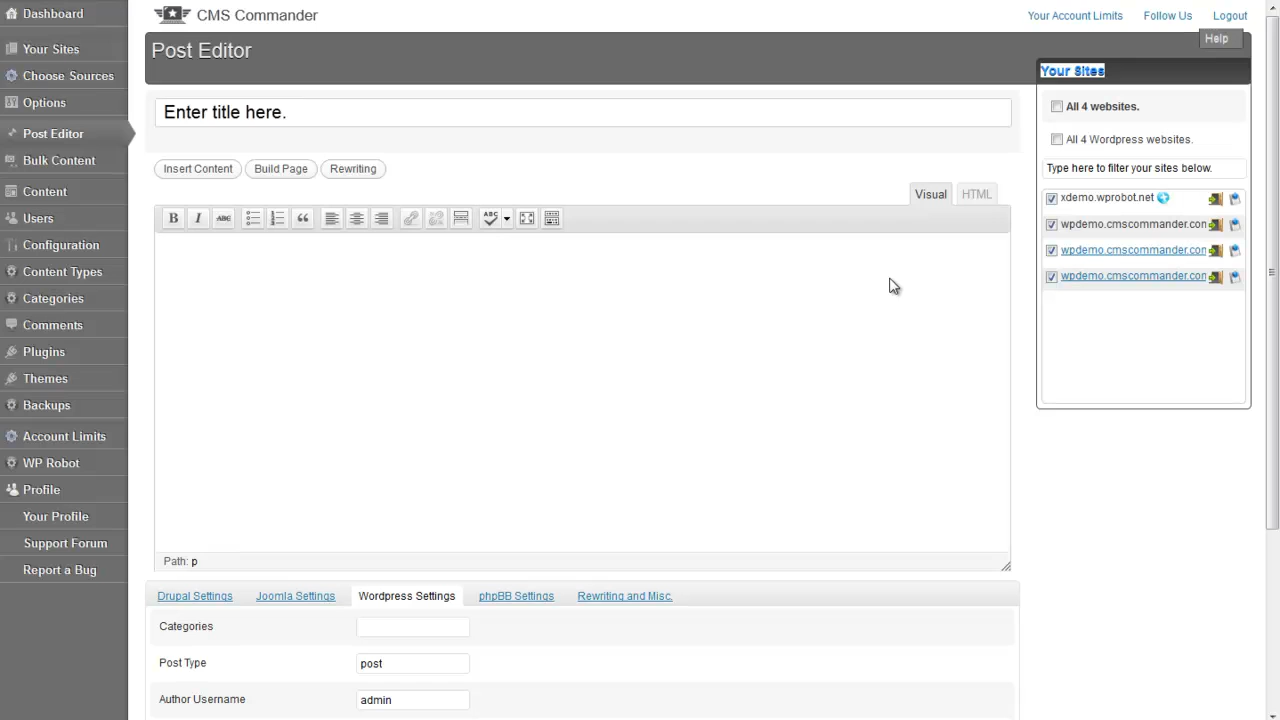 Dashboard
Your Sites
Choose Sources
Options
Post Editor
Bulk Content
Content
Users
Configuration
Content Types
Categories
Comments
Plugins
Themes
Backups
Account Limits
WP Robot
Profile
Your Profile
Support Forum
Report a Bug
CMS Commander
Your Account Limits
Follow Us
Logout
Help
Post Editor
Enter title here.
Insert Content
Build Page
Rewriting
Visual
HTML
B
I
ABC
ABC
Path: p
Drupal Settings
Joomla Settings
Wordpress Settings
phpBB Settings
Rewriting and Misc.
Categories
Post Type
post
Author Username
admin
Your Sites
All 4 websites.
All 4 Wordpress websites.
Type here to filter your sites below.
xdemo.wprobot.net
wpdemo.cmscommander.con
wpdemo.cmscommander.con
wpdemo.cmscommander.con